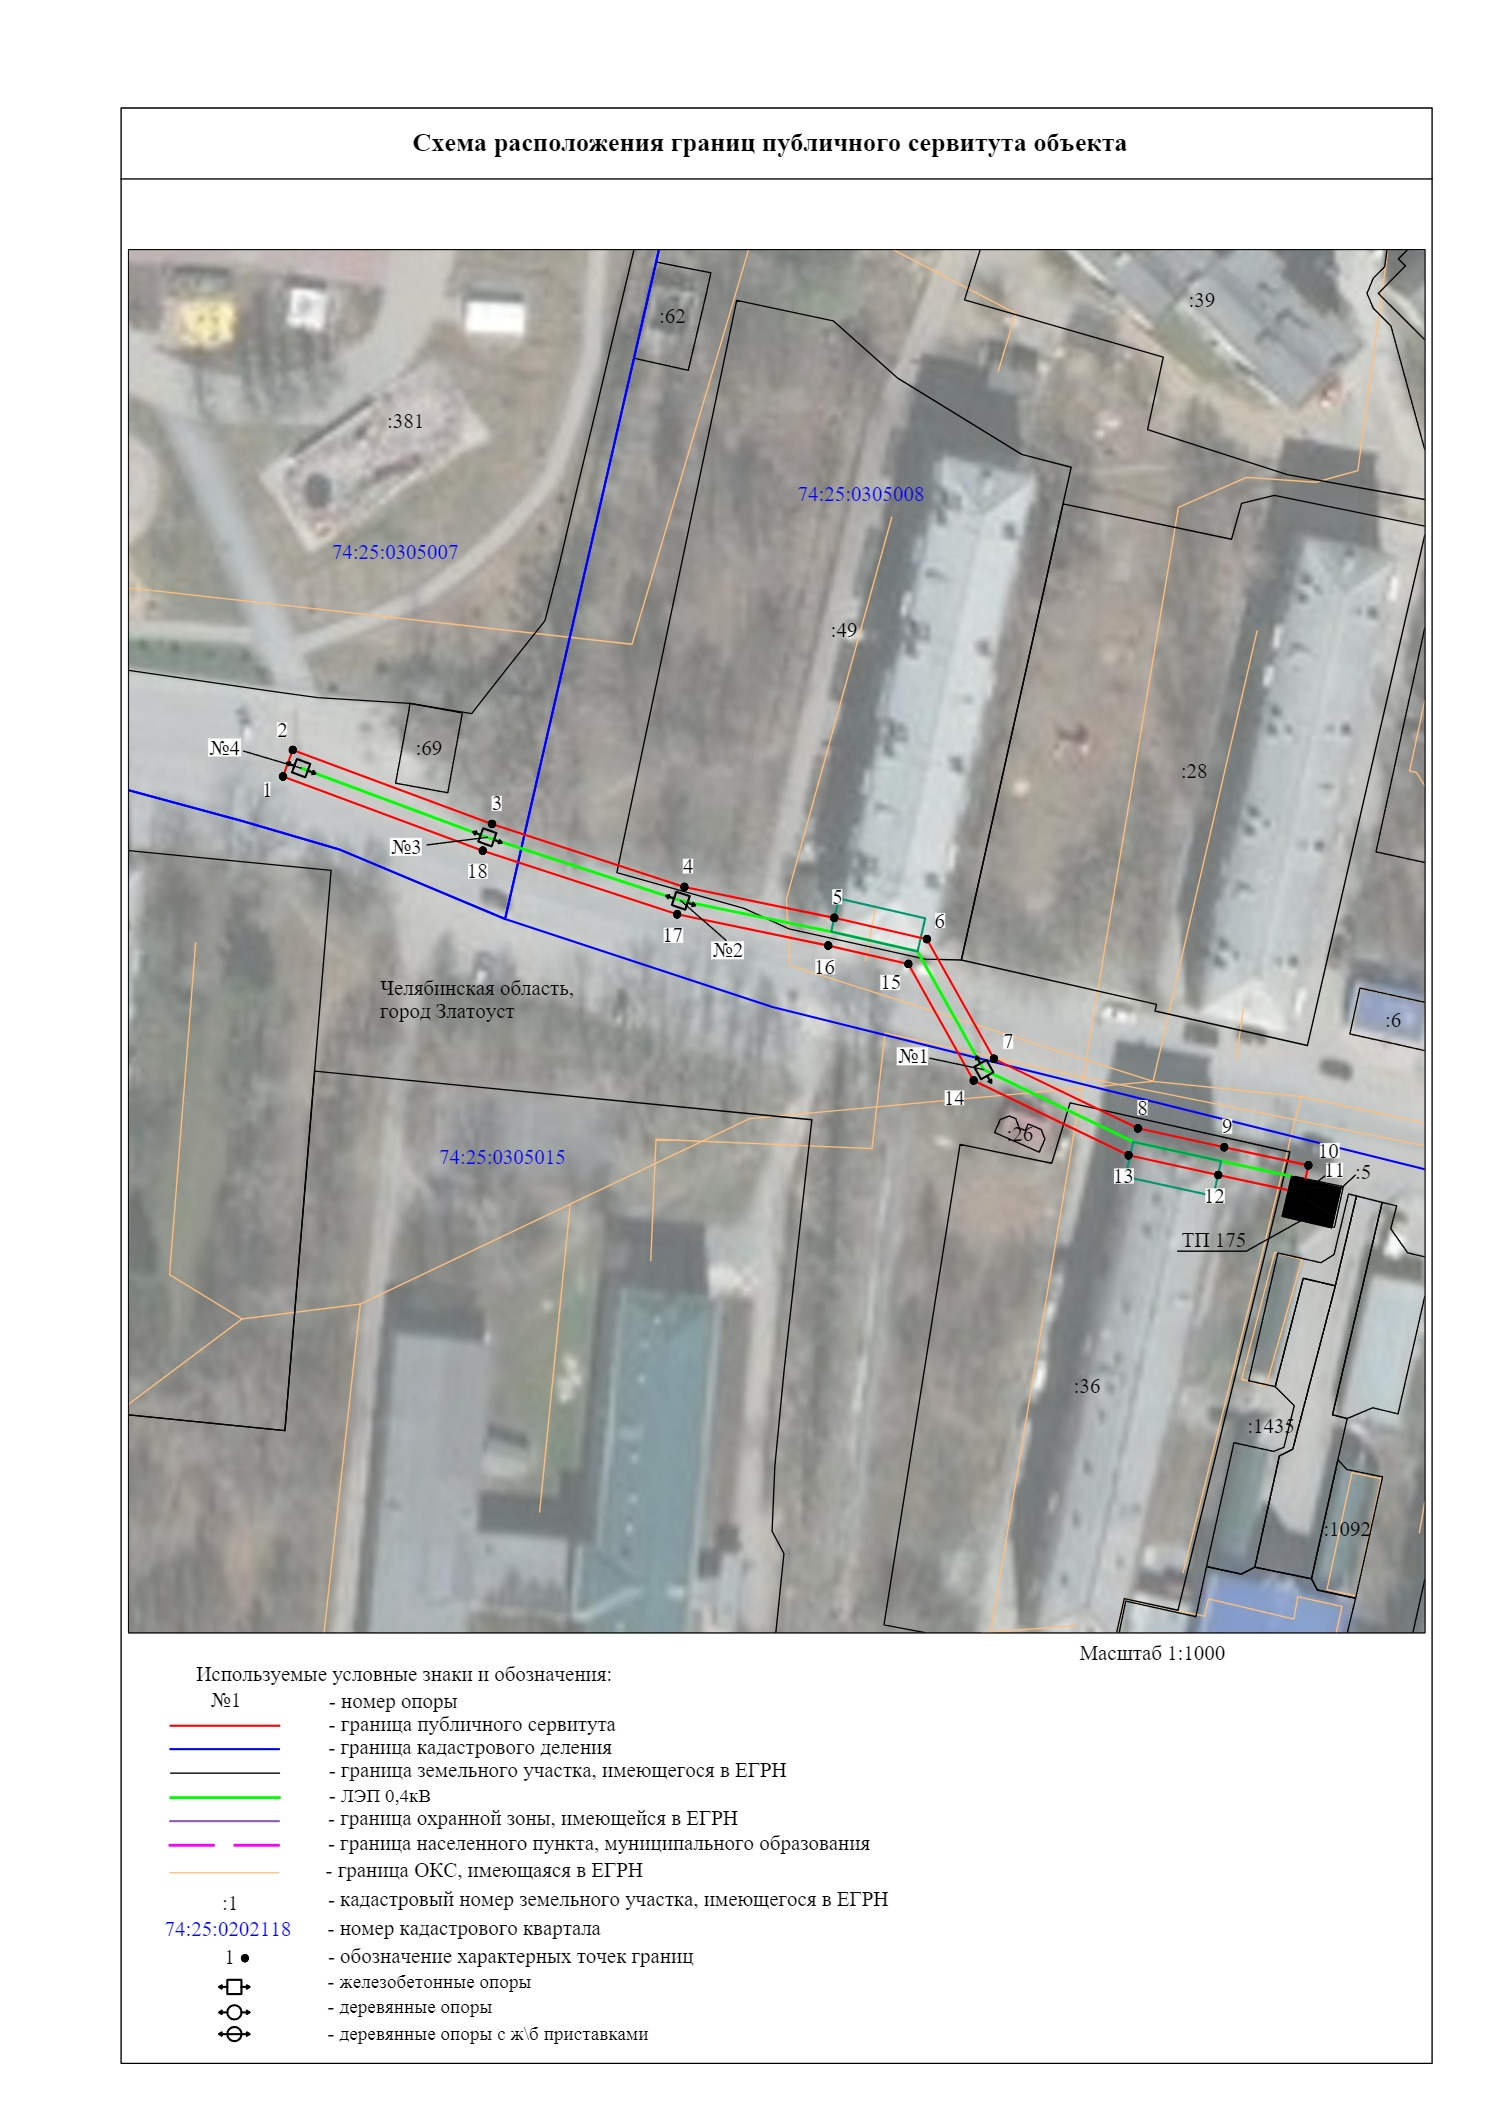 Схема расположения границ публичного сервитута объекта
:39
:62
:381
74:25:0305008
74:25:0305007
:49
2
№4
:69
1
:28
3
№3
18
4
5
6
17
№2
16
15
Челябинская область,
город Златоуст
:6
7
№1
14
8
:26
9
10
74:25:0305015
11
:5
13
12
ТП 175
:36
:1435
:1092
Масштаб 1:1000
Используемые условные знаки и обозначения:
№1 - номер опоры
- граница публичного сервитута
- граница кадастрового деления
- граница земельного участка, имеющегося в ЕГРН
- ЛЭП 0,4кВ
- граница охранной зоны, имеющейся в ЕГРН
- граница населенного пункта, муниципального образования
- граница ОКС, имеющаяся в ЕГРН
:1 - кадастровый номер земельного участка, имеющегося в ЕГРН
74:25:0202118 - номер кадастрового квартала
1 - обозначение характерных точек границ
- железобетонные опоры
- деревянные опоры
- деревянные опоры с ж\б приставками